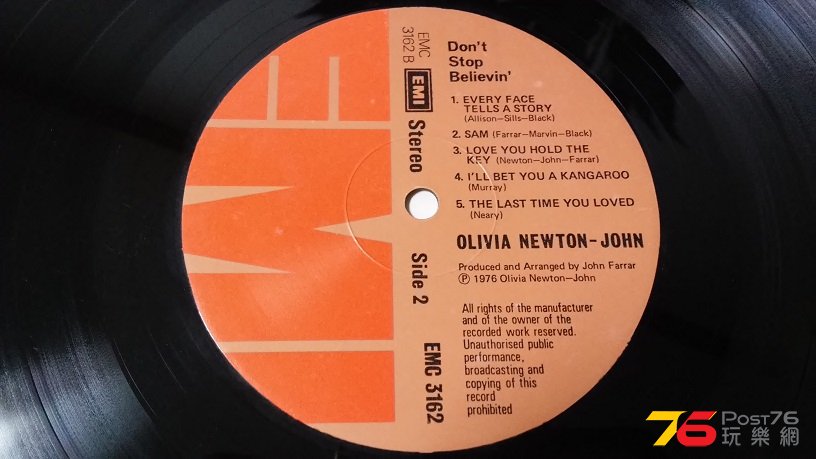 EMC
3162 B
EMI
Stereo
Side 2
EMC 3162
EMI
Don't
Stop
Believin'
1. EVERY FACE
TELLS A STORY
(Allison—Sills—Black)
2. SAM (Farrar—Marvin—Black)
3. LOVE YOU HOLD THE
KEY (Newton—John—Farrar)
4. I'LL BET YOU A KANGAROO
(Murray)
5. THE LAST TIME YOU LOVED
(Neary)
OLIVIA NEWTON-JOHN
Produced and Arranged by John Farrar
Ⓟ 1976 Olivia Newton—John
All rights of the manufacturer
and of the owner of the
recorded work reserved.
Unauthorised public
performance,
broadcasting and
copying of this
record
prohibited
76 Post76
玩樂網